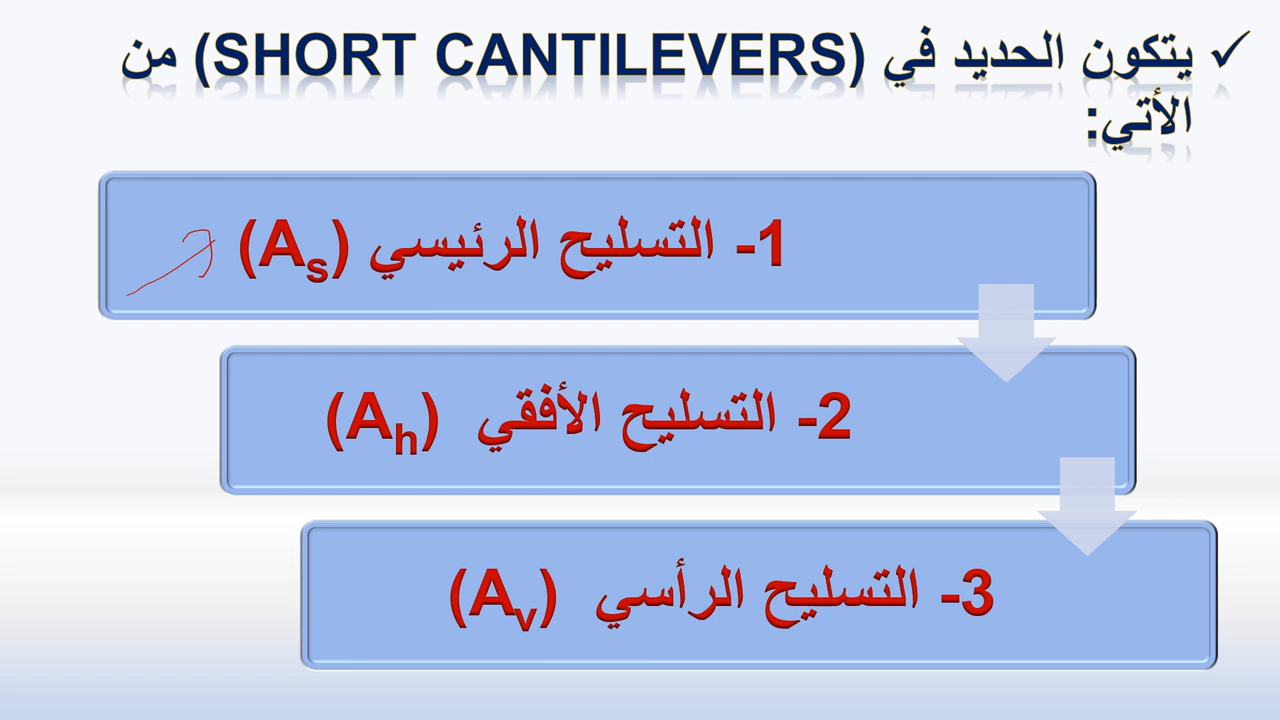 ✓ يتكون الحديد في (SHORT CANTILEVERS) من
الأتي:
1- التسليح الرئيسي (As)
2- التسليح الأفقي (Ah)
3- التسليح الرأسي (Av)